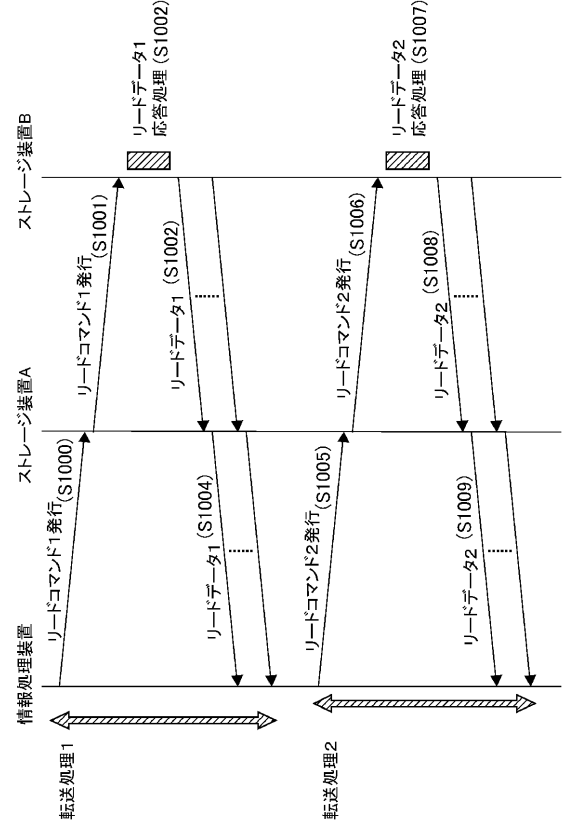 情報処理装置
ストレージ装置A
ストレージ装置B
転送処理1
リードコマンド1発行
(S1000)
リードコマンド1発行
(S1001)
リードデータ1
応答処理(S1002)
リードデータ1 (S1002)
リードデータ1 (S1004)
転送処理2
リードコマンド2発行
(S1005)
リードコマンド2発行
(S1006)
リードデータ2
応答処理(S1007)
リードデータ2 (S1008)
リードデータ2 (S1009)